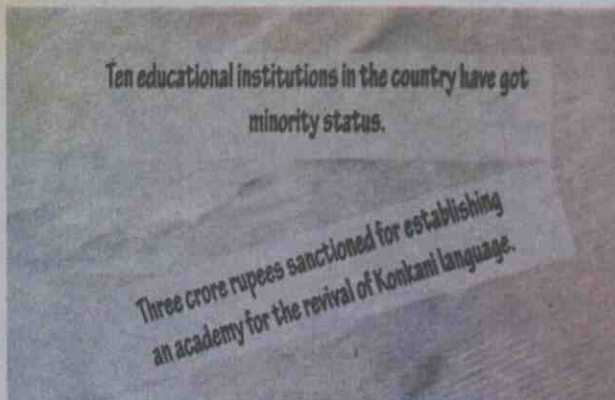 Ten educational institutions in the country have got
minority status.
Three crore rupees sanctioned for establishing
an academy for the revival of Konkani language.